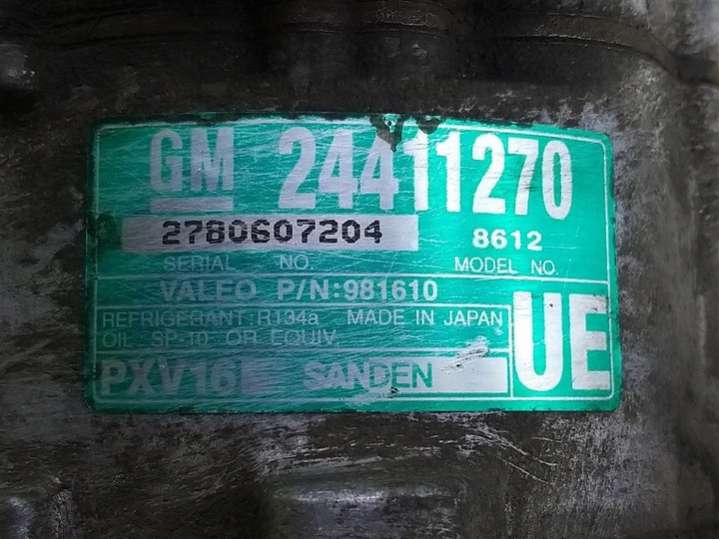 GM 24411270
2780607204 8612
SERIAL NO. MODEL NO.
VALEO P/N:981610
REFRIGERANT:R134a MADE IN JAPAN
OIL SP-10 OR EQUIV.
UE
PXV16 SANDEN